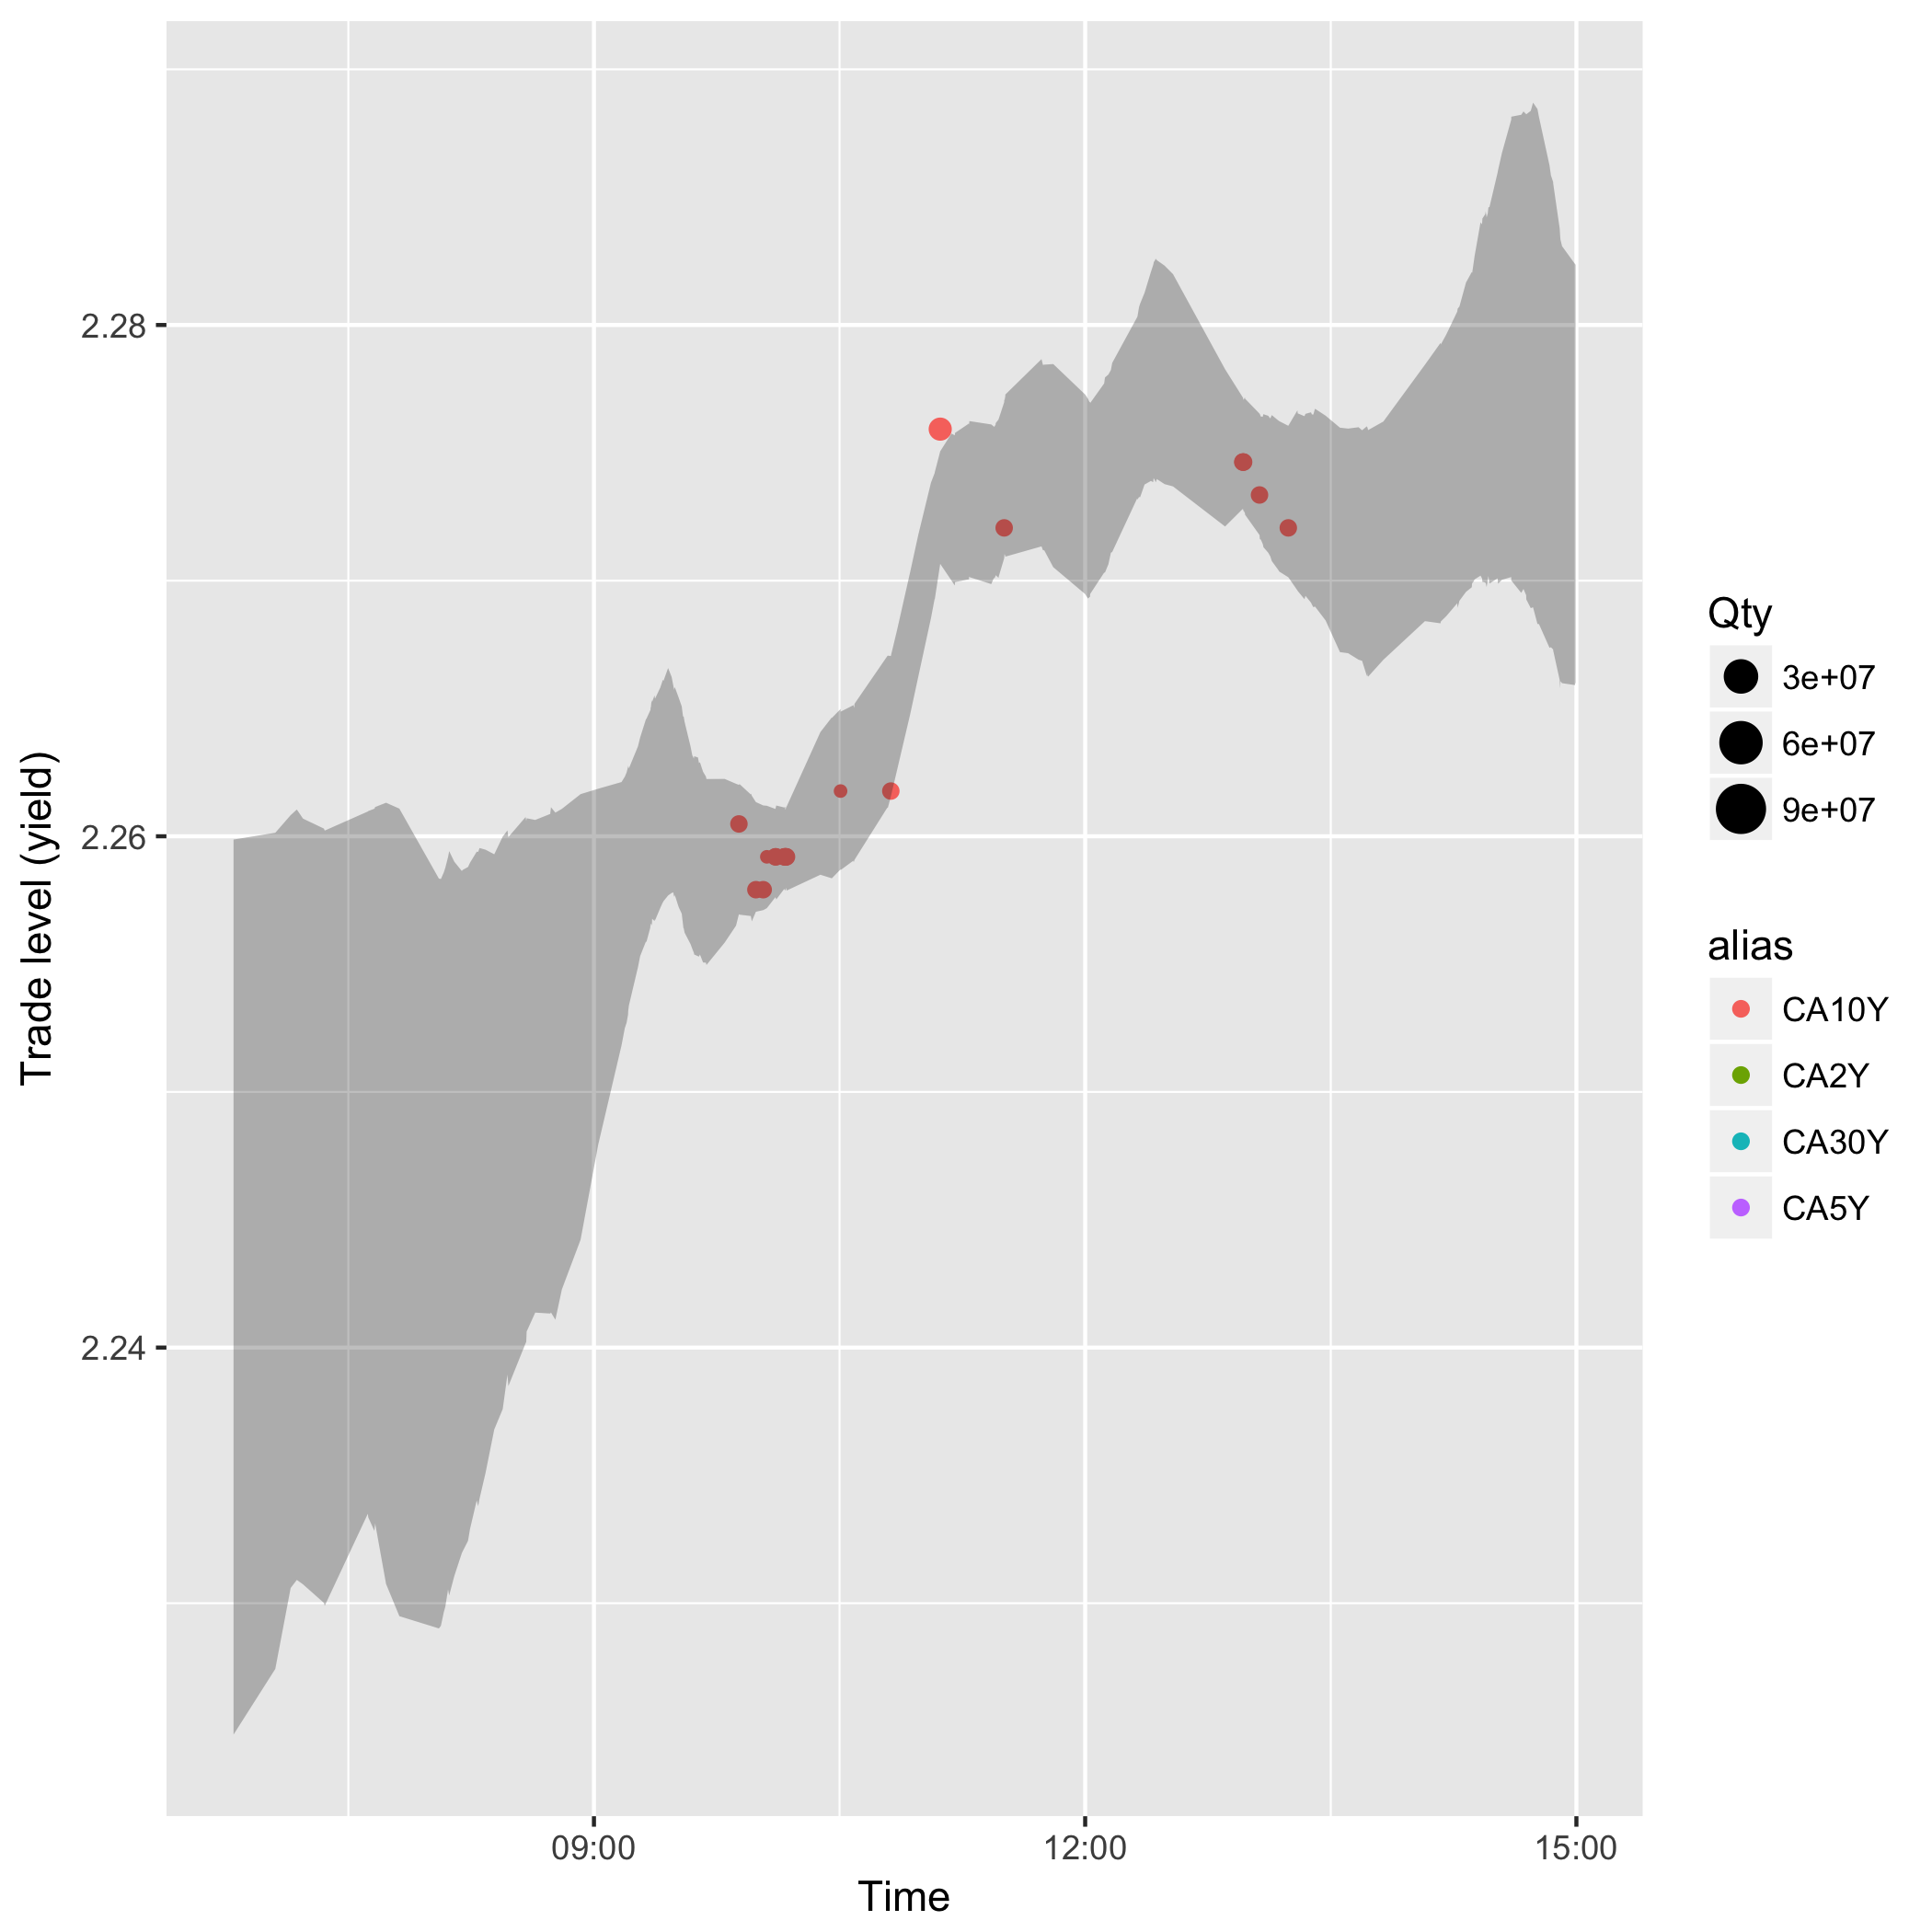 2.28
2.26
2.24
Trade level (yield)
09:00
12:00
15:00
Time
Qty
3e+07
6e+07
9e+07
alias
CA10Y
CA2Y
CA30Y
CA5Y